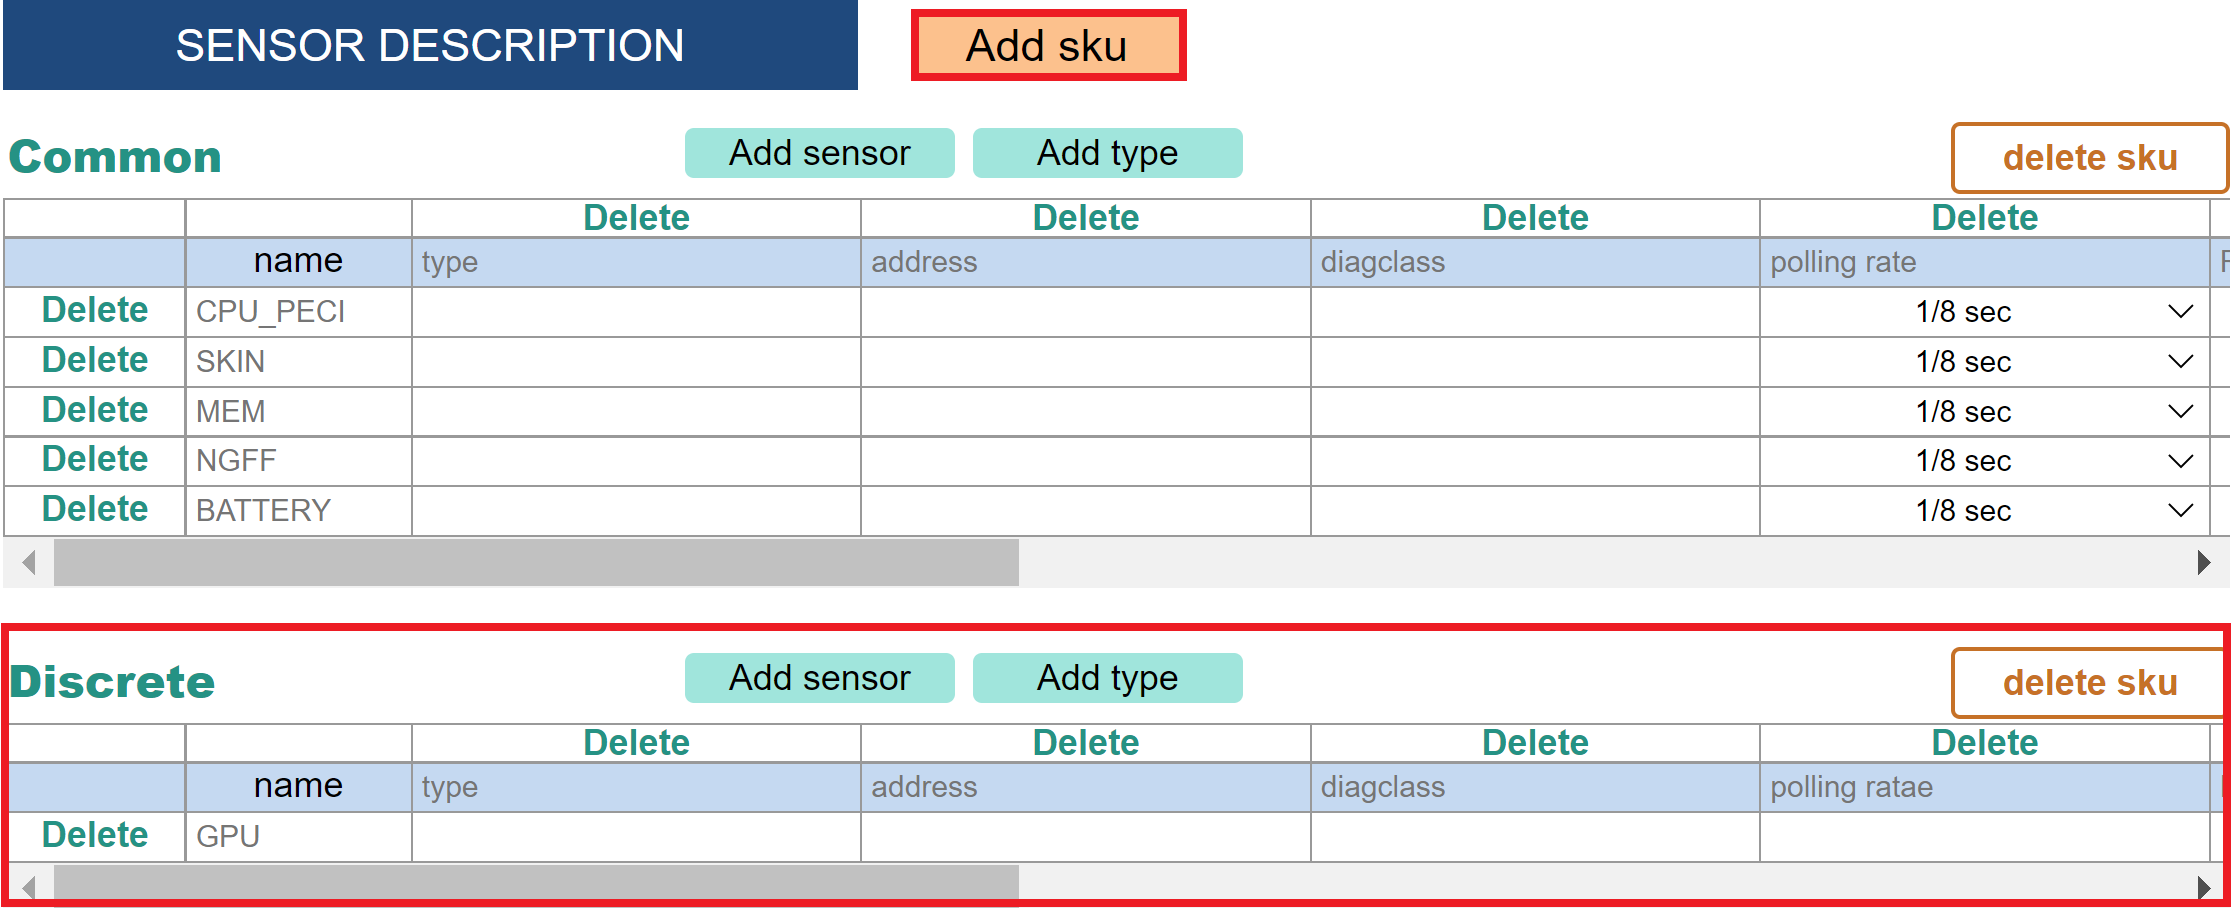 SENSOR DESCRIPTION Add sku
Common Add sensor Add type delete sku
Delete Delete Delete Delete
name type address diagclass polling rate
Delete CPU_PECI 1/8 sec
Delete SKIN 1/8 sec
Delete MEM 1/8 sec
Delete NGFF 1/8 sec
Delete BATTERY 1/8 sec
Discrete Add sensor Add type delete sku
Delete Delete Delete Delete
name type address diagclass polling ratae
Delete GPU